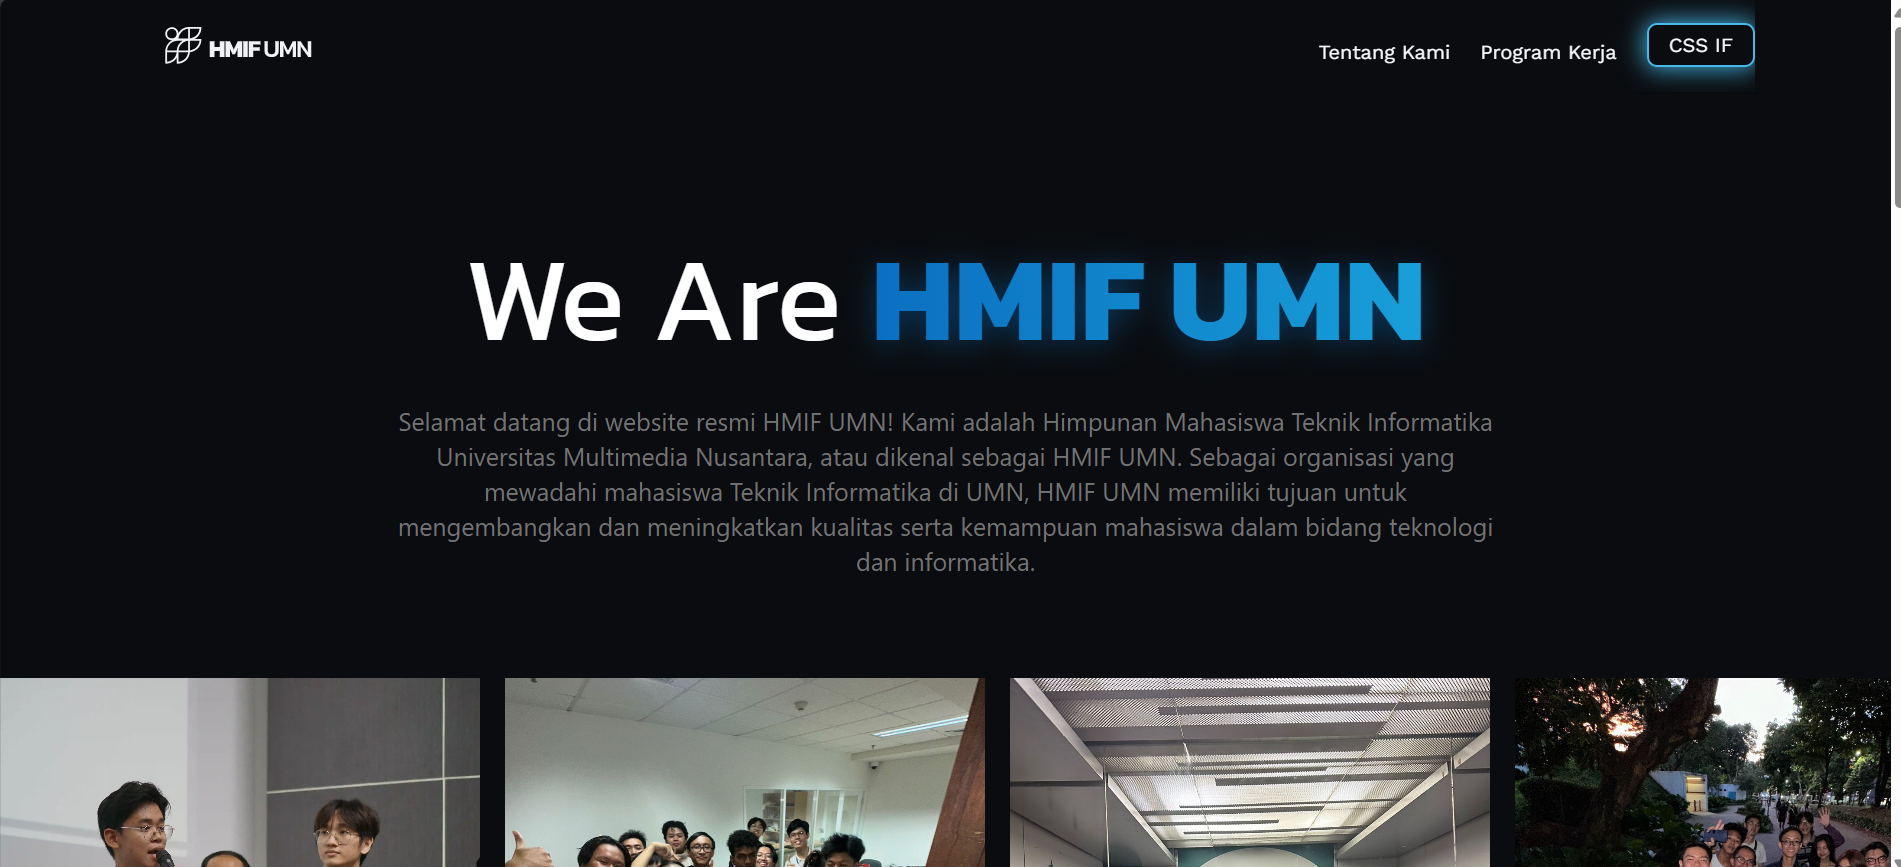 HMIF UMN
Tentang Kami
Program Kerja
CSS IF
We Are HMIF UMN
Selamat datang di website resmi HMIF UMN! Kami adalah Himpunan Mahasiswa Teknik Informatika
Universitas Multimedia Nusantara, atau dikenal sebagai HMIF UMN. Sebagai organisasi yang
mewadahi mahasiswa Teknik Informatika di UMN, HMIF UMN memiliki tujuan untuk
mengembangkan dan meningkatkan kualitas serta kemampuan mahasiswa dalam bidang teknologi
dan informatika.